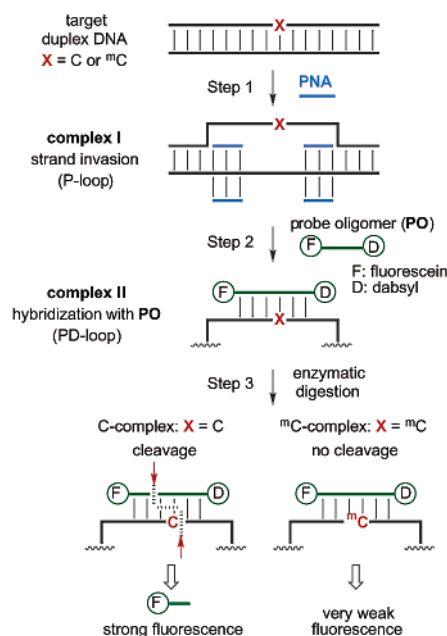 target
duplex DNA
X = C or ᵐC
X
Step 1
PNA
complex I
strand invasion
(P-loop)
X
Step 2
probe oligomer (PO)
F D
F: fluorescein
D: dabsyl
complex II
hybridization with PO
(PD-loop)
F D
X
Step 3
enzymatic
digestion
C-complex: X = C
cleavage
ᵐC-complex: X = ᵐC
no cleavage
F D
C
F D
ᵐC
F
strong fluorescence
very weak
fluorescence